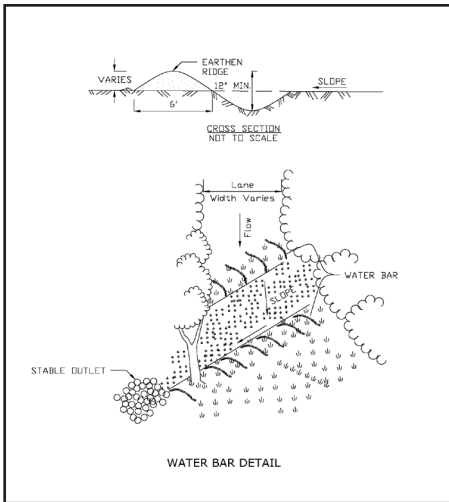 EARTHEN
RIDGE
VARIES
12" MIN.
SLOPE
6'
CROSS SECTION
NOT TO SCALE
Lane
Width Varies
Flow
WATER BAR
SLOPE
STABLE OUTLET
WATER BAR DETAIL